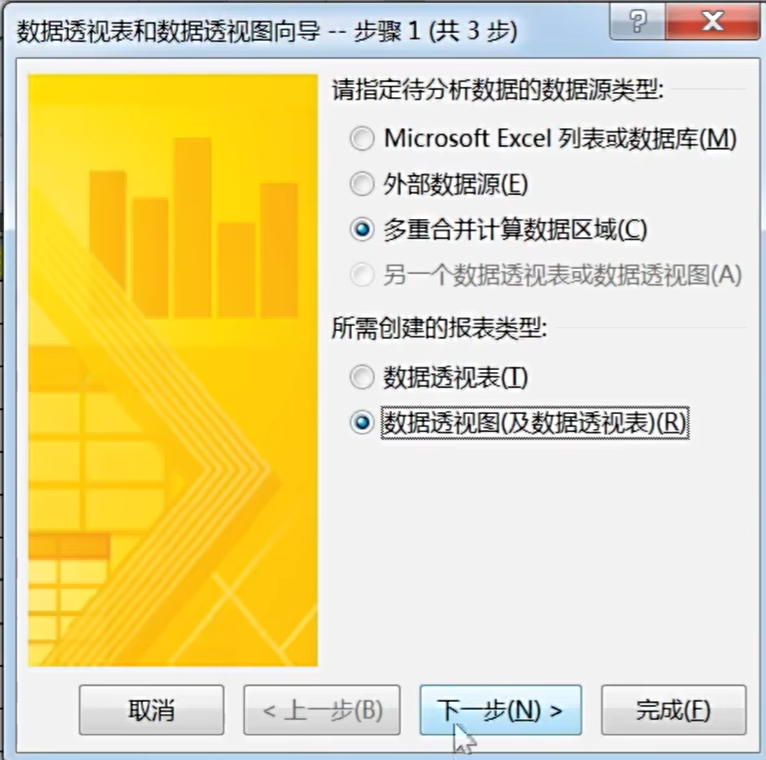 数据透视表和数据透视图向导 -- 步骤 1 (共 3 步)
请指定待分析数据的数据源类型:
Microsoft Excel 列表或数据库(M)
外部数据源(E)
多重合并计算数据区域(C)
另一个数据透视表或数据透视图(A)
所需创建的报表类型:
数据透视表(T)
数据透视图(及数据透视表)(R)
取消 < 上一步(B) 下一步(N) > 完成(F)